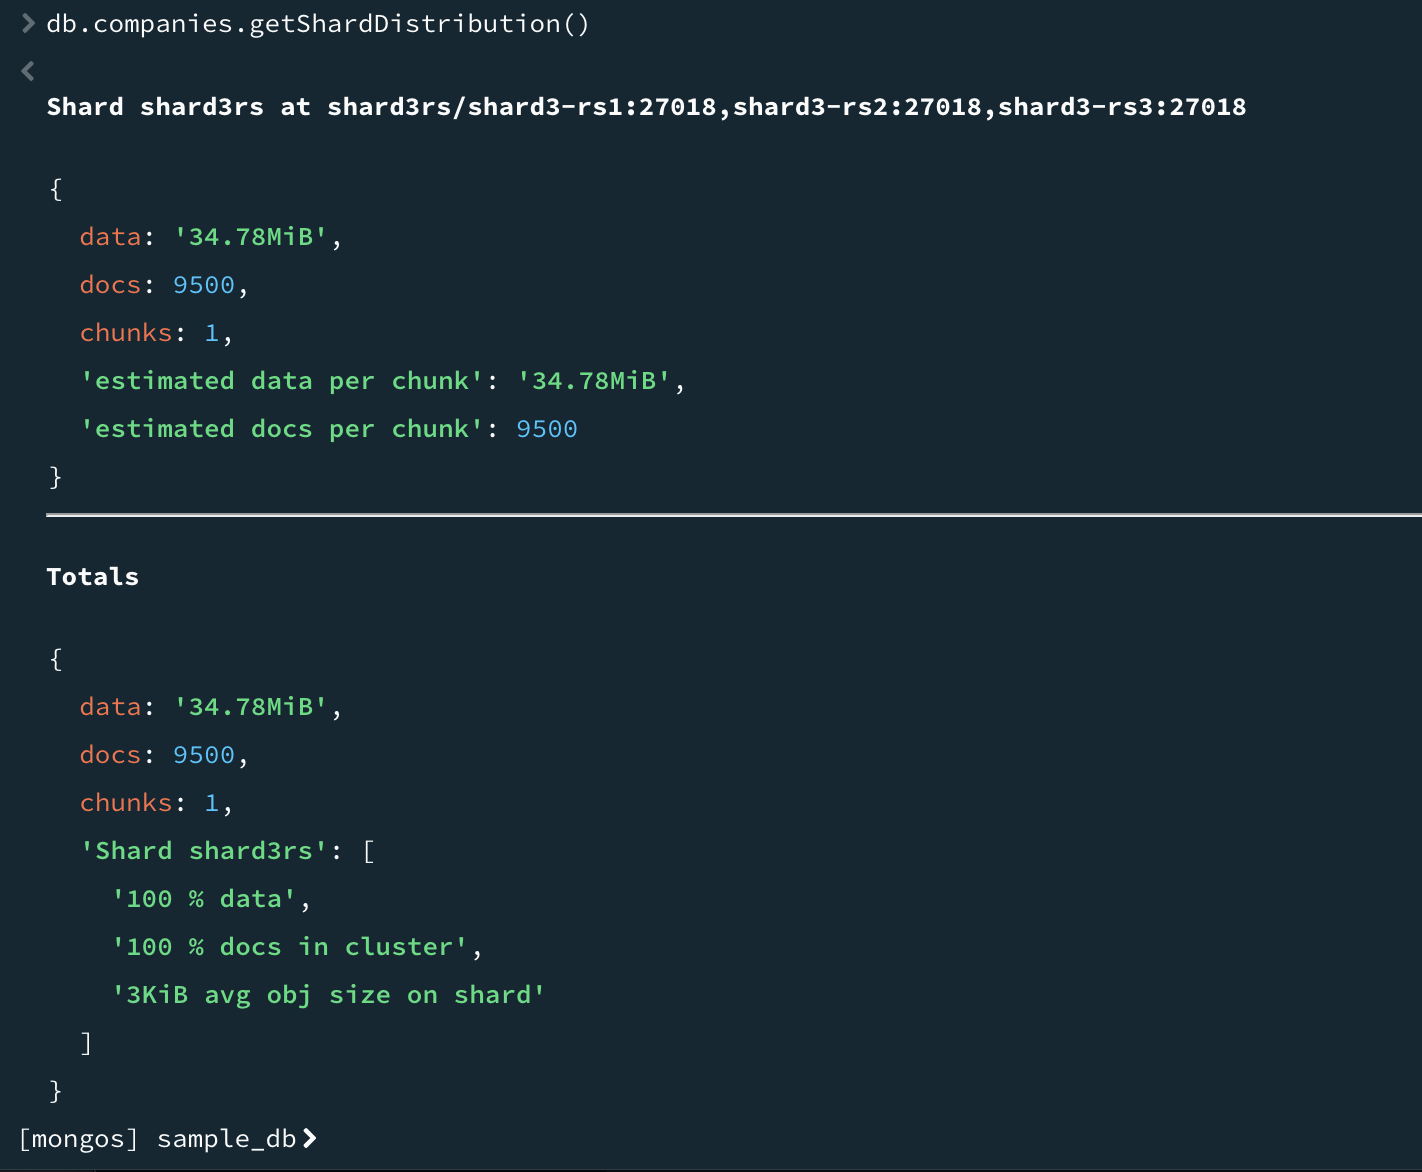 db.companies.getShardDistribution()
Shard shard3rs at shard3rs/shard3-rs1:27018,shard3-rs2:27018,shard3-rs3:27018
{
  data: '34.78MiB',
  docs: 9500,
  chunks: 1,
  'estimated data per chunk': '34.78MiB',
  'estimated docs per chunk': 9500
}
Totals
{
  data: '34.78MiB',
  docs: 9500,
  chunks: 1,
  'Shard shard3rs': [
    '100 % data',
    '100 % docs in cluster',
    '3KiB avg obj size on shard'
  ]
}
[mongos] sample_db>